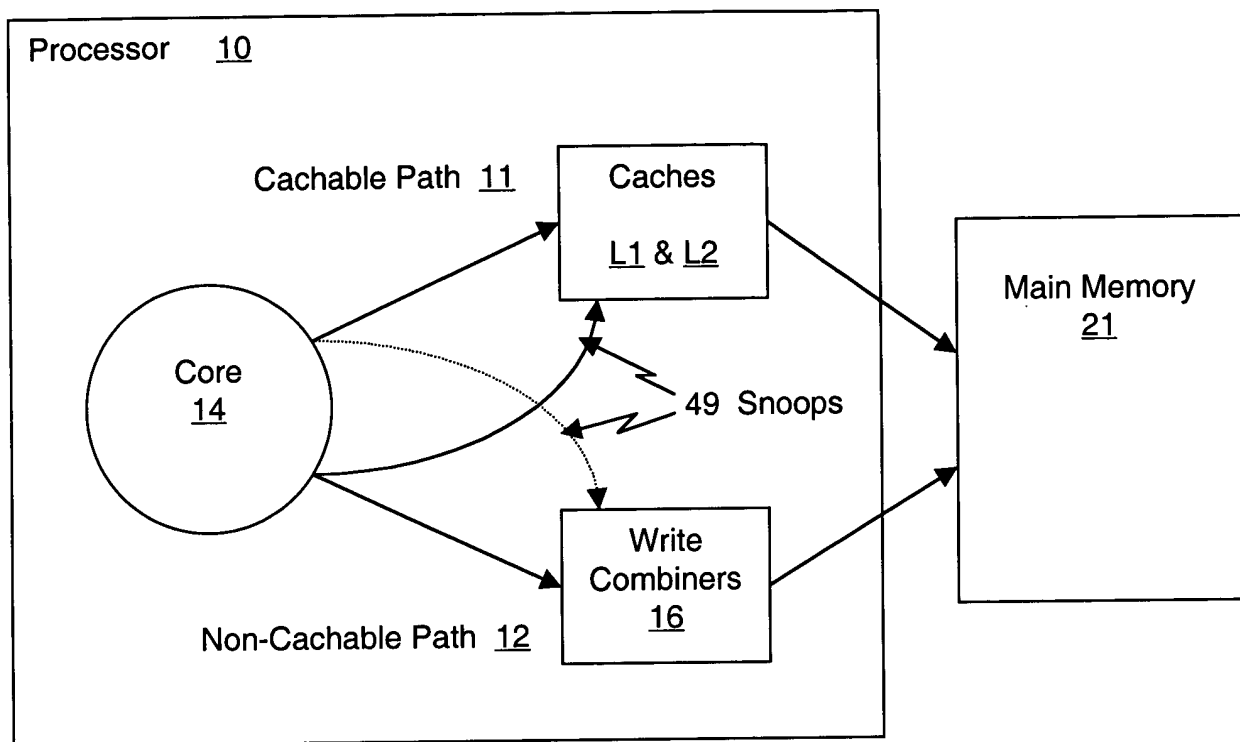 Processor 10
Cachable Path 11
Caches
L1 & L2
Main Memory
21
Core
14
49 Snoops
Write
Combiners
16
Non-Cachable Path 12